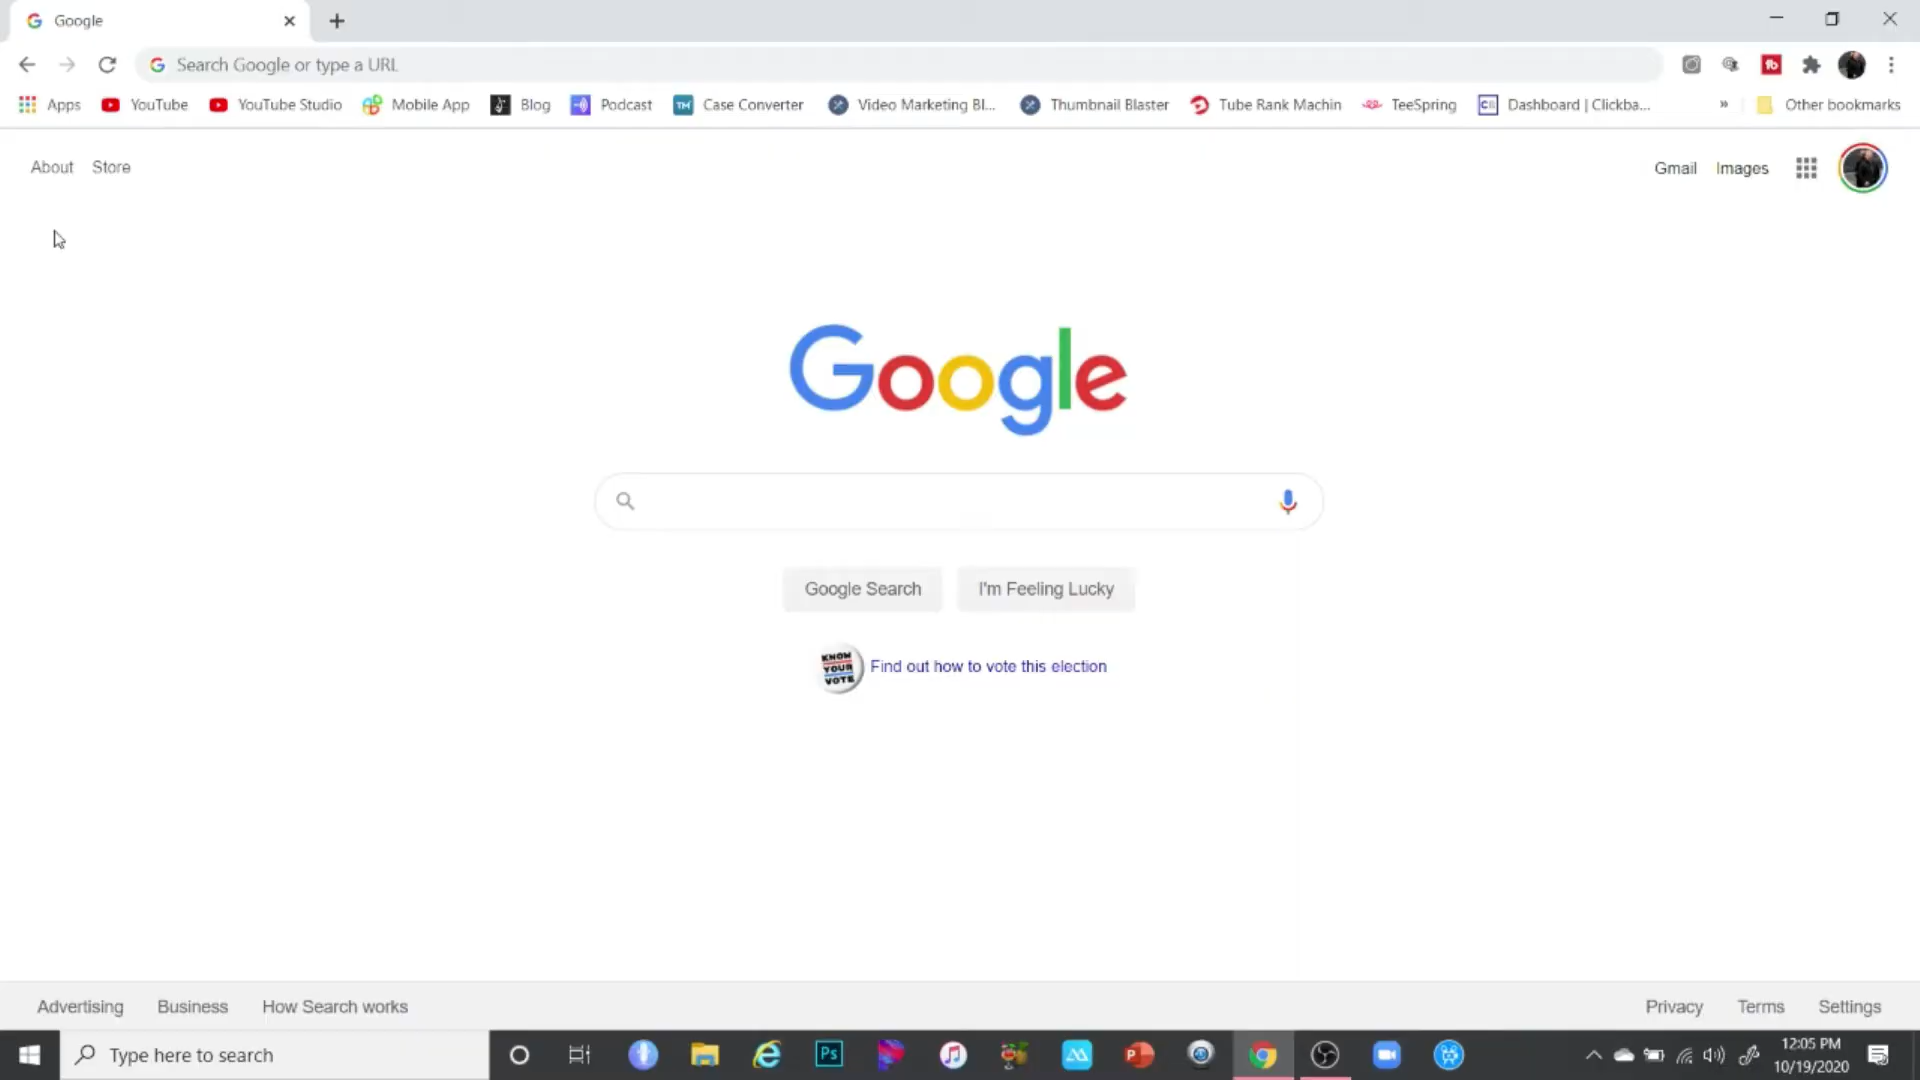 Google
Search Google or type a URL
Apps YouTube YouTube Studio Mobile App Blog Podcast TM Case Converter Video Marketing Bl... Thumbnail Blaster Tube Rank Machin TeeSpring CB Dashboard | Clickba... » Other bookmarks
About Store Gmail Images
Google
Google Search I'm Feeling Lucky
KNOW YOUR VOTE Find out how to vote this election
Advertising Business How Search works Privacy Terms Settings
Type here to search Ps P 12:05 PM
10/19/2020